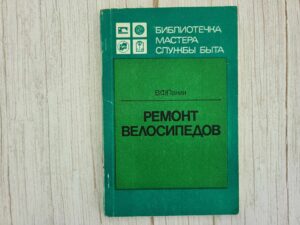 БИБЛИОТЕЧКА
МАСТЕРА
СЛУЖБЫ БЫТА
РЕМОНТ
ВЕЛОСИПЕДОВ